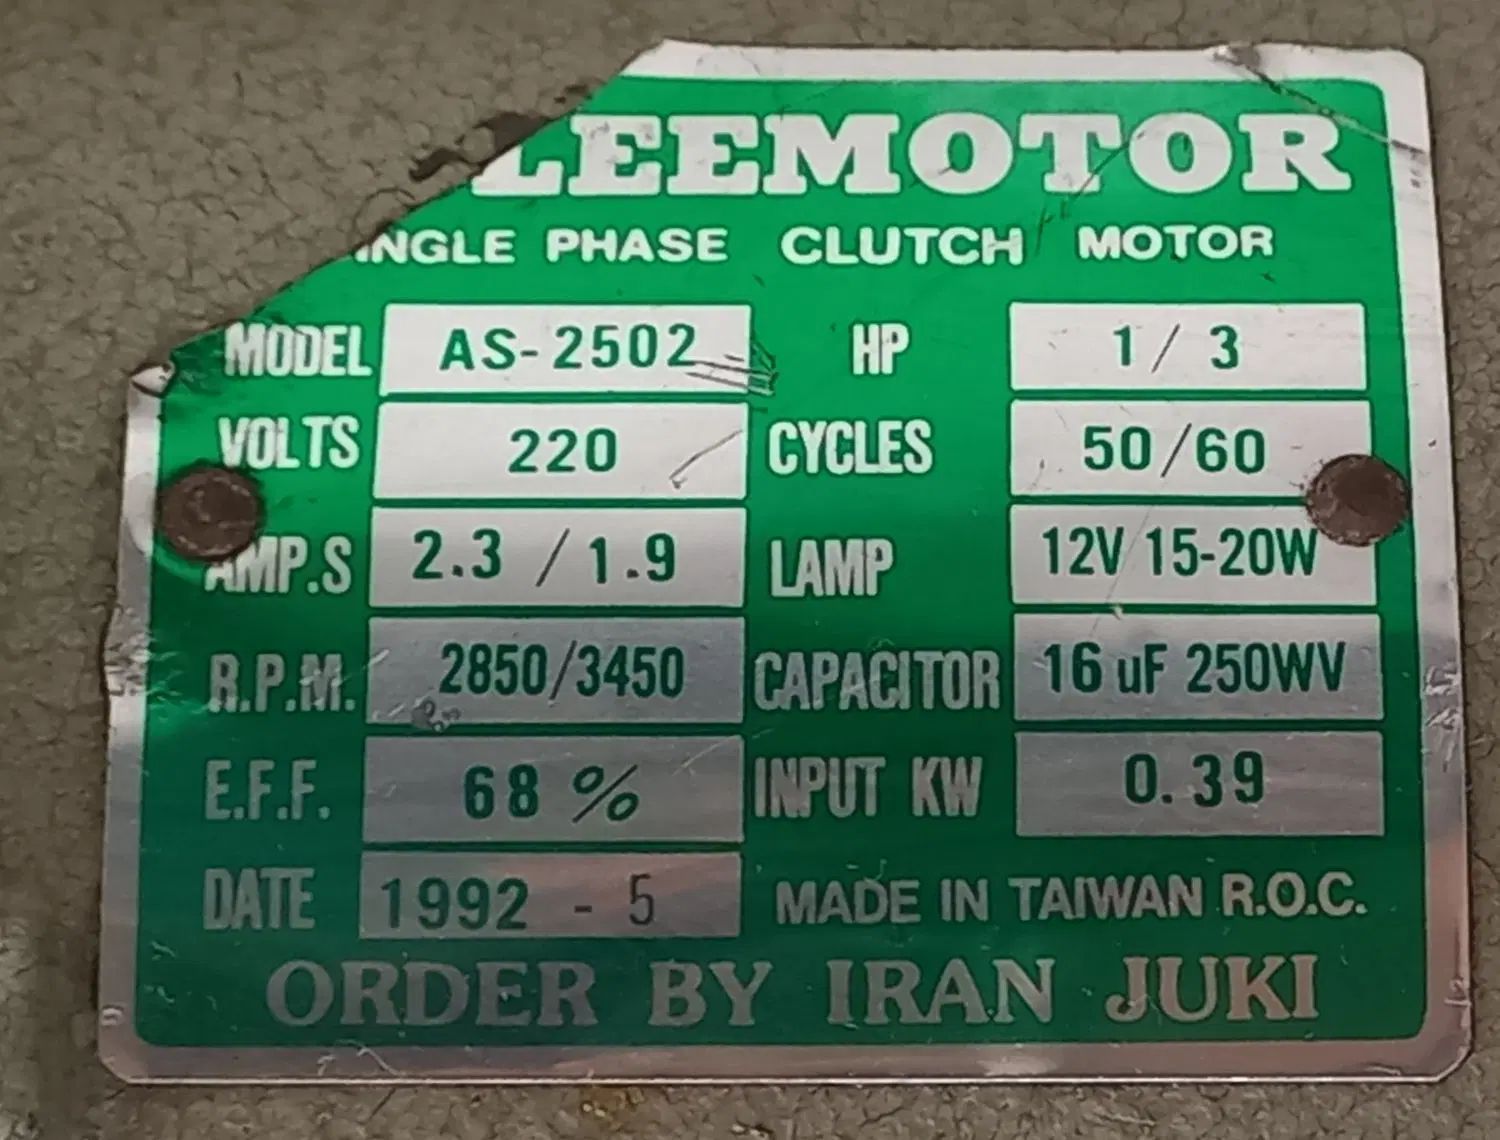 LEEMOTOR
INGLE PHASE CLUTCH MOTOR
MODEL AS-2502 HP 1/3
VOLTS 220 CYCLES 50/60
AMP.S 2.3/1.9 LAMP 12V 15-20W
R.P.M. 2850/3450 CAPACITOR 16uF 250WV
E.F.F. 68% INPUT KW 0.39
DATE 1992-5 MADE IN TAIWAN R.O.C.
ORDER BY IRAN JUKI